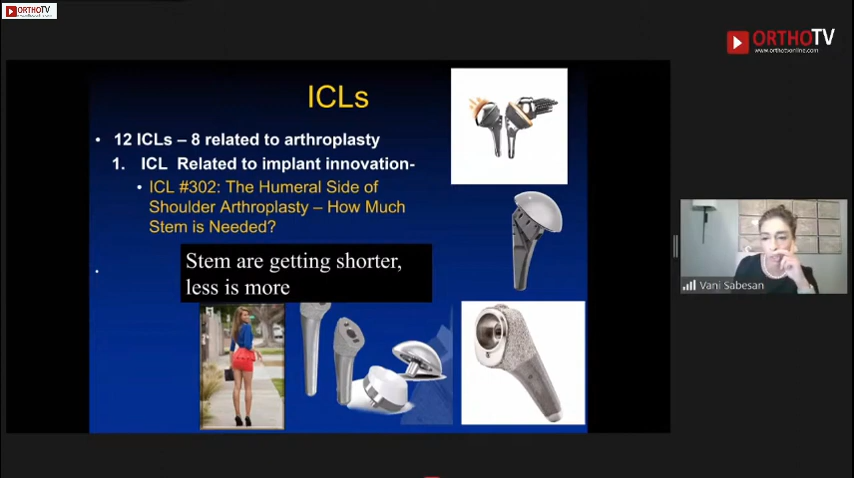 ORTHOTV
ORTHOTV
www.orthotvonline.com
ICLs
• 12 ICLs – 8 related to arthroplasty
1. ICL Related to implant innovation-
• ICL #302: The Humeral Side of
Shoulder Arthroplasty – How Much
Stem is Needed?
Stem are getting shorter,
less is more
Vani Sabesan